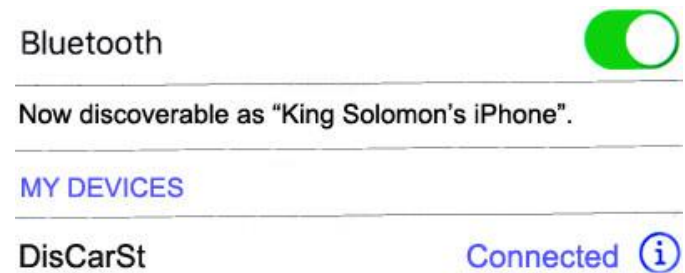 Bluetooth
Now discoverable as “King Solomon’s iPhone”.
MY DEVICES
DisCarSt
Connected i